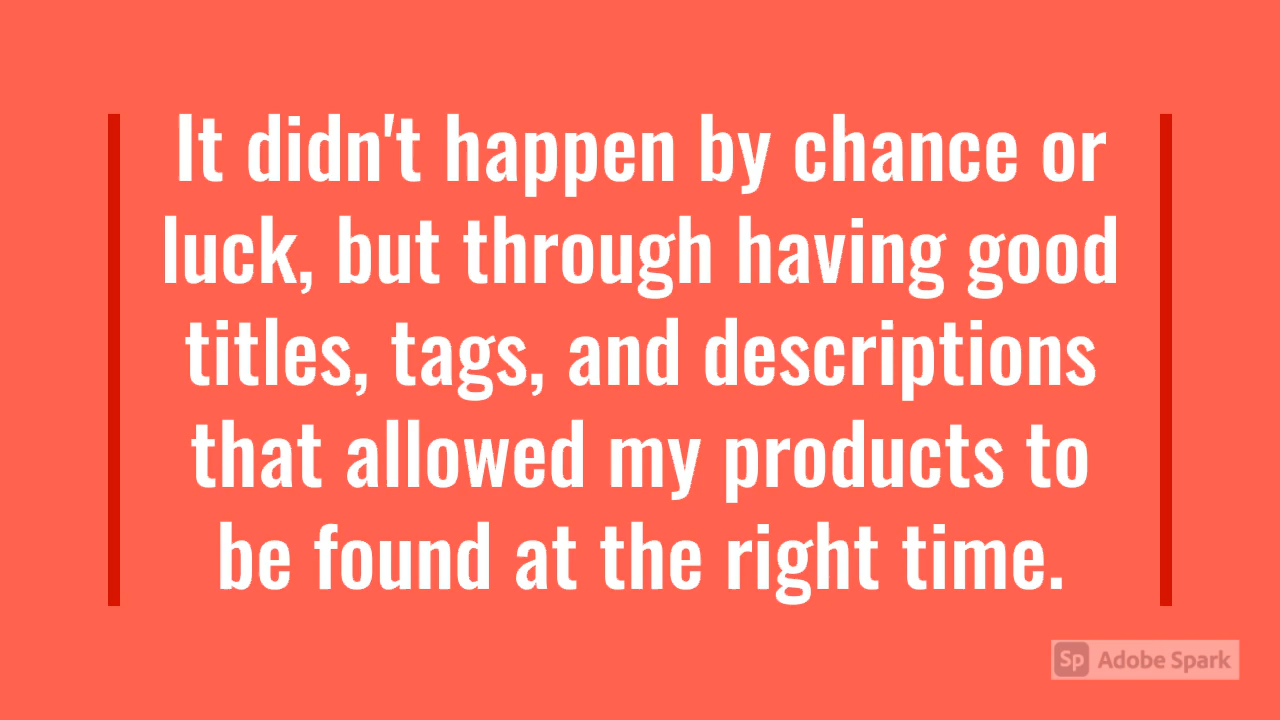 It didn't happen by chance or
luck, but through having good
titles, tags, and descriptions
that allowed my products to
be found at the right time.
Sp Adobe Spark